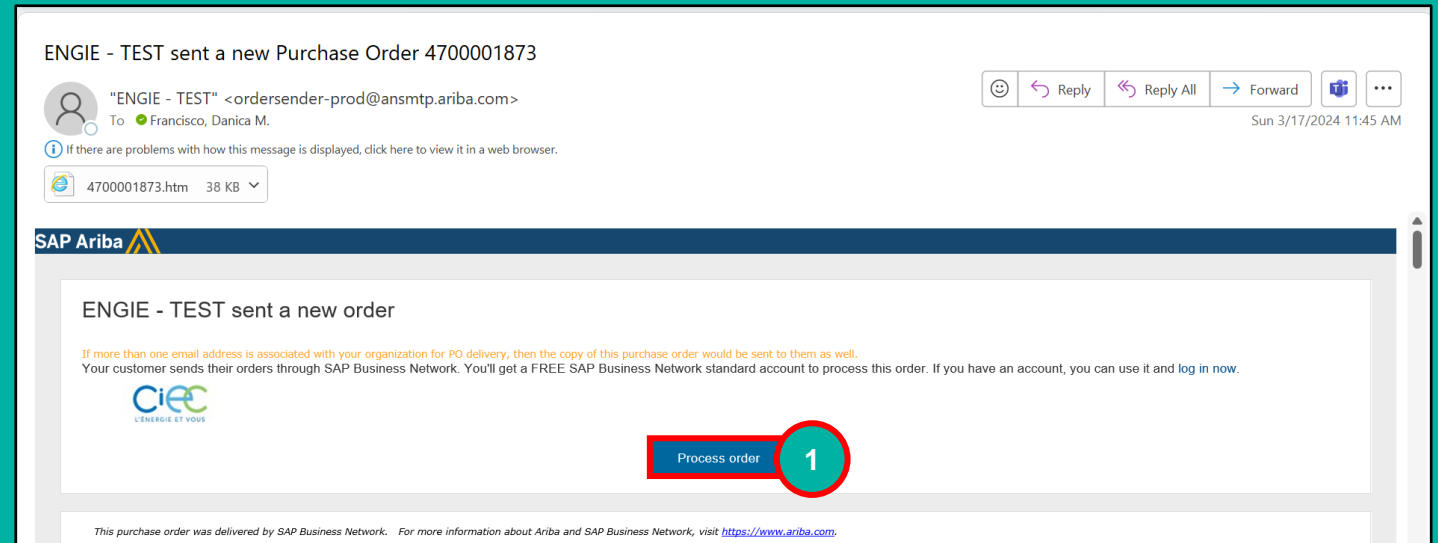 ENGIE - TEST sent a new Purchase Order 4700001873
"ENGIE - TEST" <ordersender-prod@ansmtp.ariba.com>
To Francisco, Danica M.
Reply
Reply All
Forward
Sun 3/17/2024 11:45 AM
If there are problems with how this message is displayed, click here to view it in a web browser.
4700001873.htm 38 KB
SAP Ariba
ENGIE - TEST sent a new order
If more than one email address is associated with your organization for PO delivery, then the copy of this purchase order would be sent to them as well.
Your customer sends their orders through SAP Business Network. You'll get a FREE SAP Business Network standard account to process this order. If you have an account, you can use it and log in now.
CieC
L'ÉNERGIE ET VOUS
Process order
1
This purchase order was delivered by SAP Business Network. For more information about Ariba and SAP Business Network, visit https://www.ariba.com.